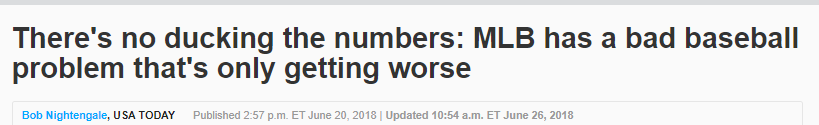 There's no ducking the numbers: MLB has a bad baseball
problem that's only getting worse
Bob Nightengale, USA TODAY Published 2:57 p.m. ET June 20, 2018 | Updated 10:54 a.m. ET June 26, 2018